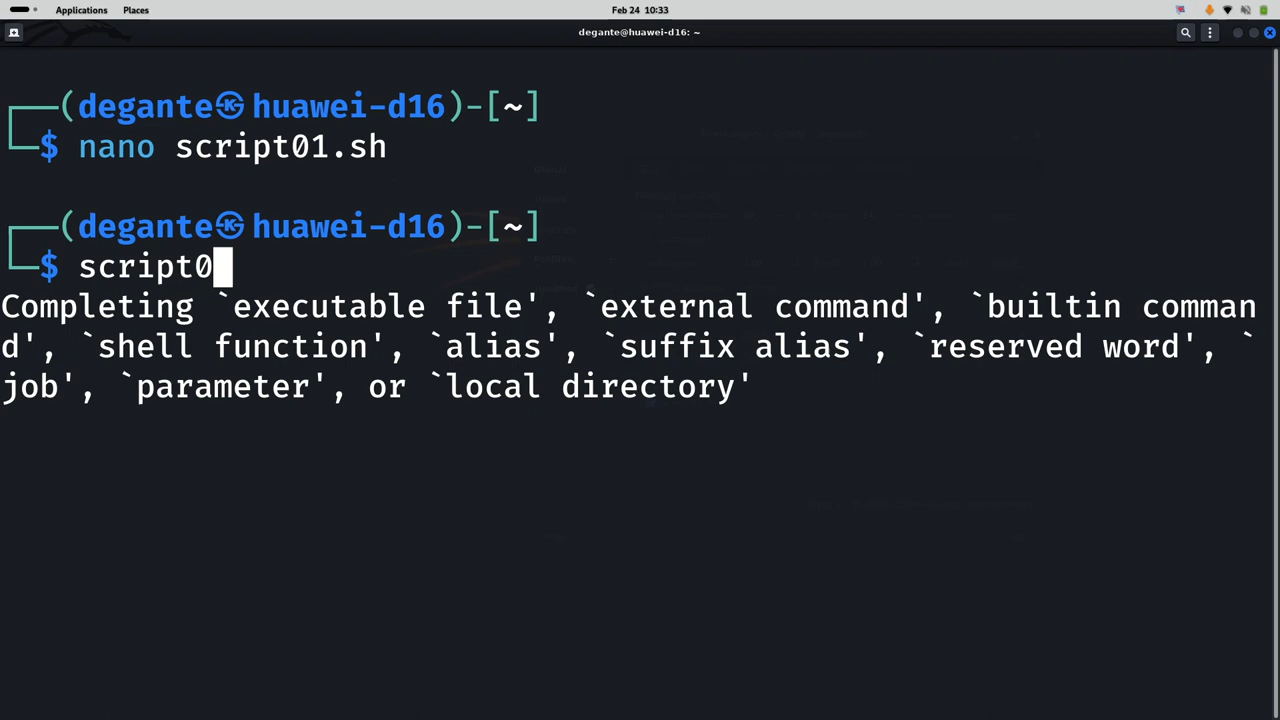 Applications Places Feb 24 10:33
degante@huawei-d16: ~
┌──(degante㉿huawei-d16)-[~]
└─$ nano script01.sh
┌──(degante㉿huawei-d16)-[~]
└─$ script0
Completing `executable file', `external command', `builtin comman
d', `shell function', `alias', `suffix alias', `reserved word', `
job', `parameter', or `local directory'